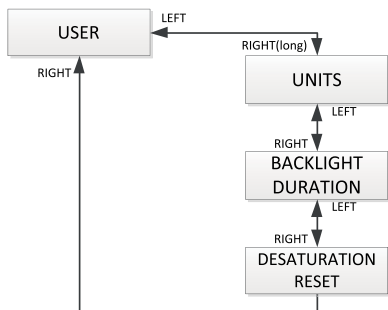 USER
LEFT
RIGHT(long)
RIGHT
UNITS
LEFT
RIGHT
BACKLIGHT
DURATION
LEFT
RIGHT
DESATURATION
RESET